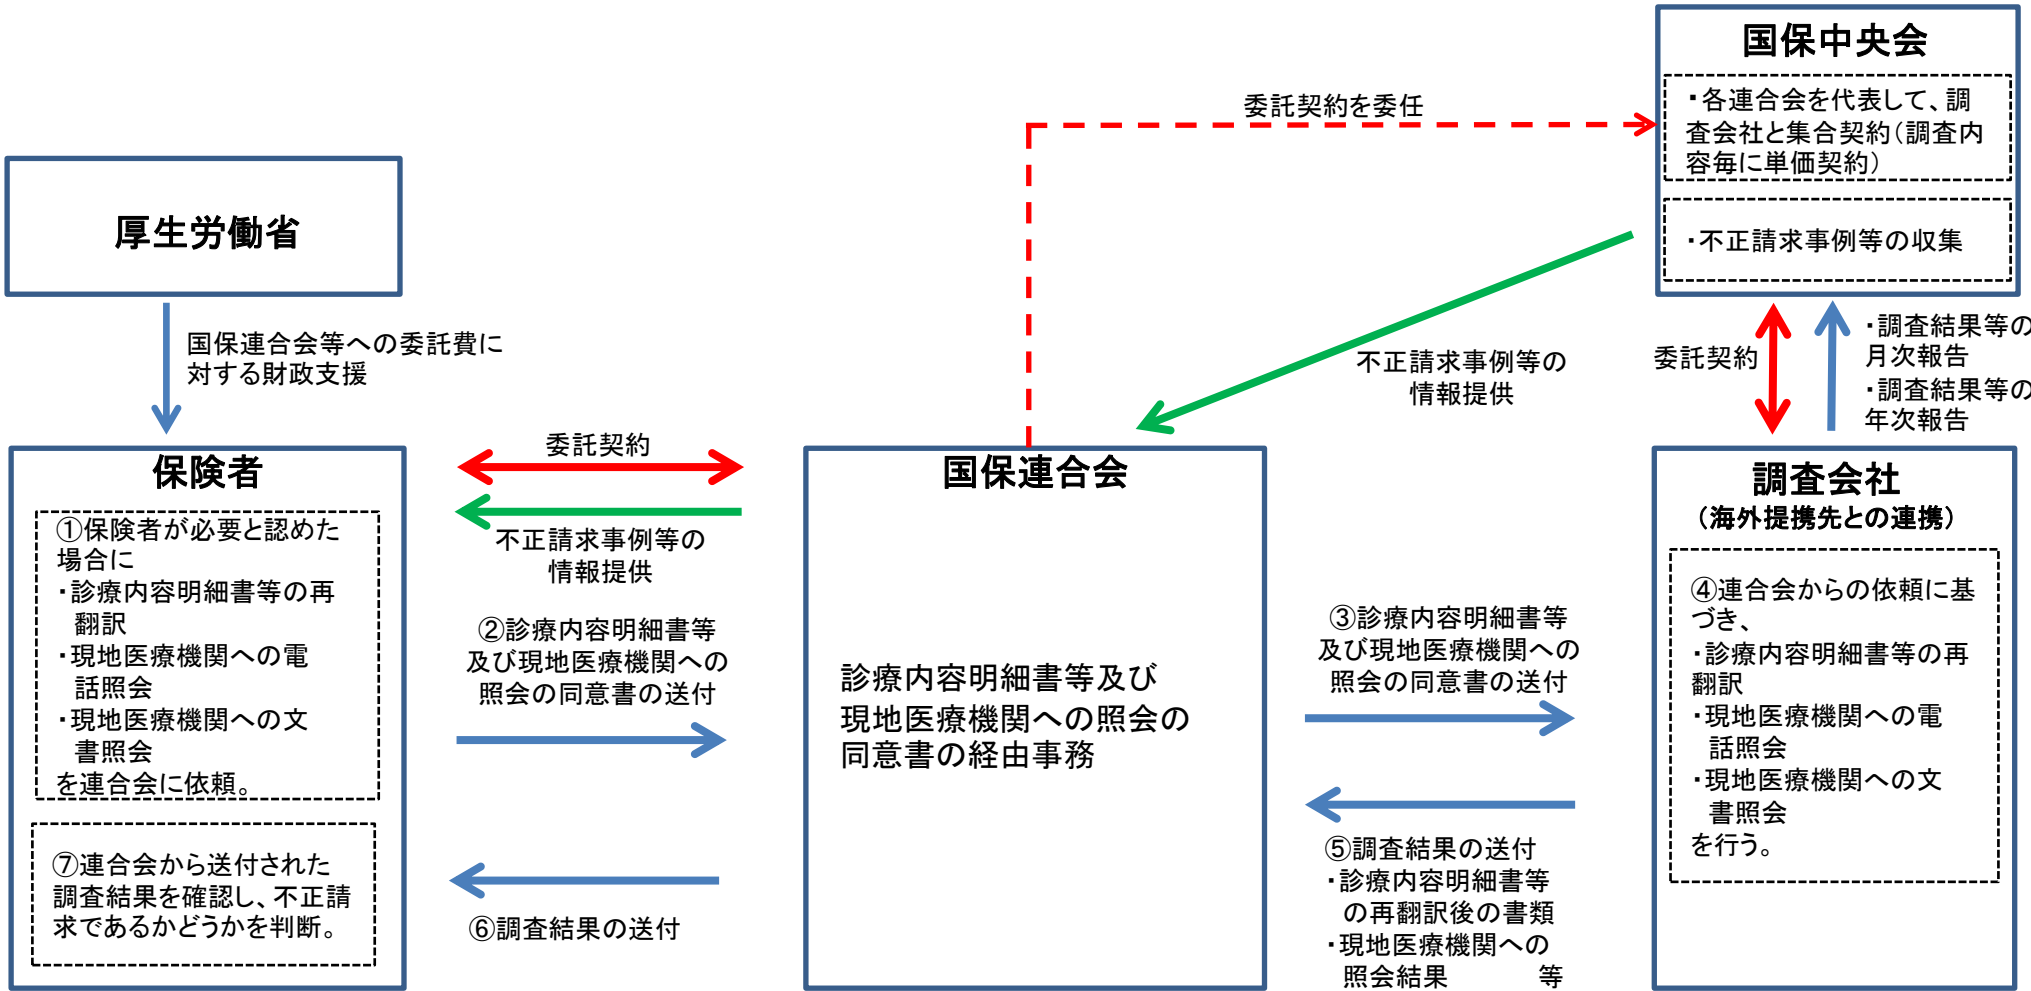 国保中央会
・各連合会を代表して、調
査会社と集合契約（調査内
容毎に単価契約）
・不正請求事例等の収集
委託契約を委任
厚生労働省
国保連合会等への委託費に
対する財政支援
不正請求事例等の
情報提供
委託契約
・調査結果等の
月次報告
・調査結果等の
年次報告
保険者
①保険者が必要と認めた
場合に
・診療内容明細書等の再
翻訳
・現地医療機関への電
話照会
・現地医療機関への文
書照会
を連合会に依頼。
⑦連合会から送付された
調査結果を確認し、不正請
求であるかどうかを判断。
委託契約
不正請求事例等の
情報提供
②診療内容明細書等
及び現地医療機関への
照会の同意書の送付
⑥調査結果の送付
国保連合会
診療内容明細書等及び
現地医療機関への照会の
同意書の経由事務
③診療内容明細書等
及び現地医療機関への
照会の同意書の送付
⑤調査結果の送付
・診療内容明細書等
の再翻訳後の書類
・現地医療機関への
照会結果　　　等
調査会社
（海外提携先との連携）
④連合会からの依頼に基
づき、
・診療内容明細書等の再
翻訳
・現地医療機関への電
話照会
・現地医療機関への文
書照会
を行う。